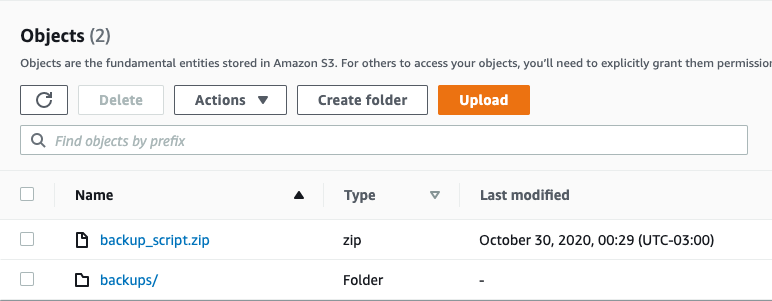 Objects (2)
Objects are the fundamental entities stored in Amazon S3. For others to access your objects, you'll need to explicitly grant them permission
Delete Actions Create folder Upload
Find objects by prefix
Name Type Last modified
backup_script.zip zip October 30, 2020, 00:29 (UTC-03:00)
backups/ Folder -